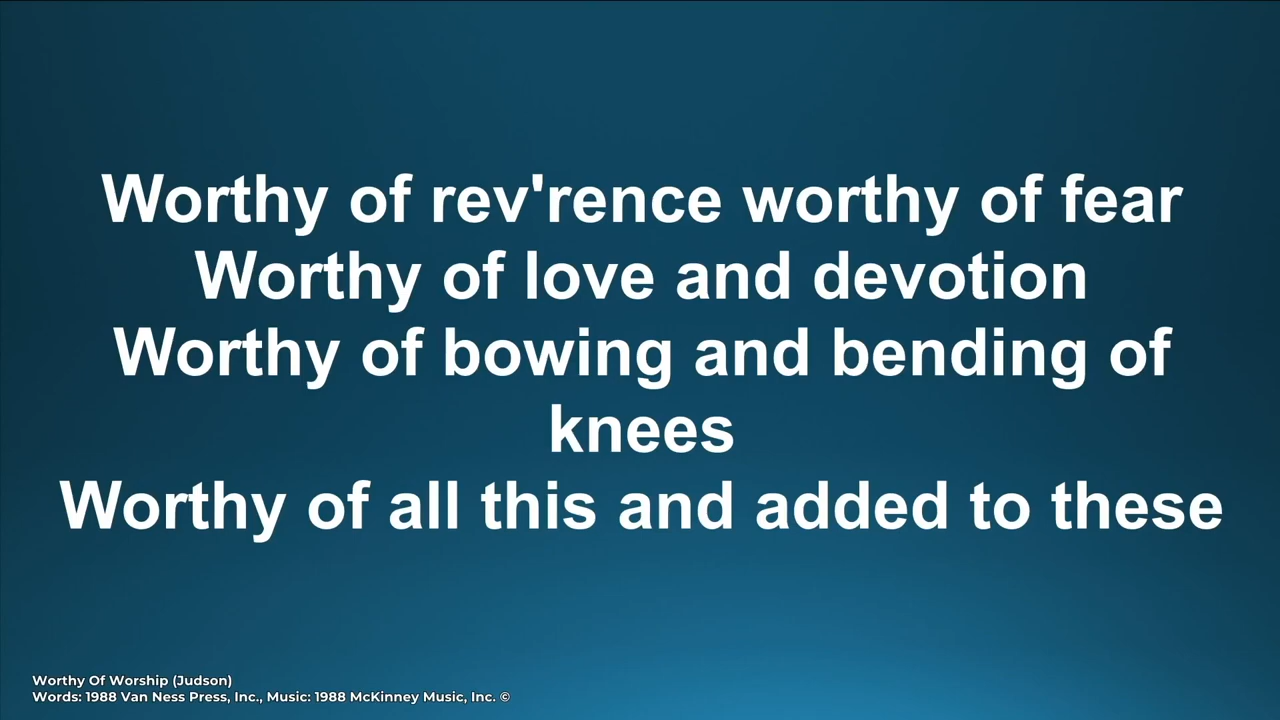 Worthy of rev'rence worthy of fear
Worthy of love and devotion
Worthy of bowing and bending of
knees
Worthy of all this and added to these
Worthy Of Worship (Judson)
Words: 1988 Van Ness Press, Inc., Music: 1988 McKinney Music, Inc. ©